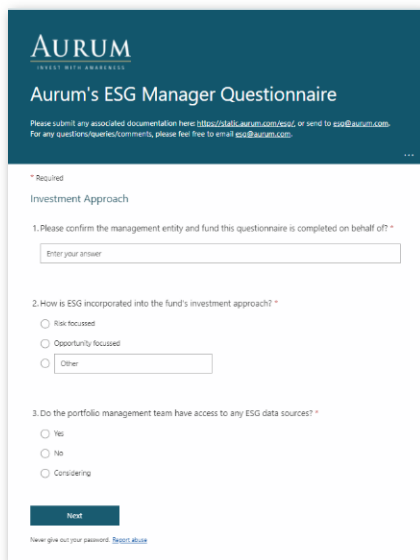 AURUM
INVEST WITH AWARENESS
Aurum's ESG Manager Questionnaire
Please submit any associated documentation here: https://static.aurum.com/esg/, or send to esg@aurum.com.
For any questions/queries/comments, please feel free to email esg@aurum.com.
...
* Required
Investment Approach
1. Please confirm the management entity and fund this questionnaire is completed on behalf of? *
Enter your answer
2. How is ESG incorporated into the fund's investment approach? *
Risk focussed
Opportunity focussed
Other
3. Do the portfolio management team have access to any ESG data sources? *
Yes
No
Considering
Next
Never give out your password. Report abuse